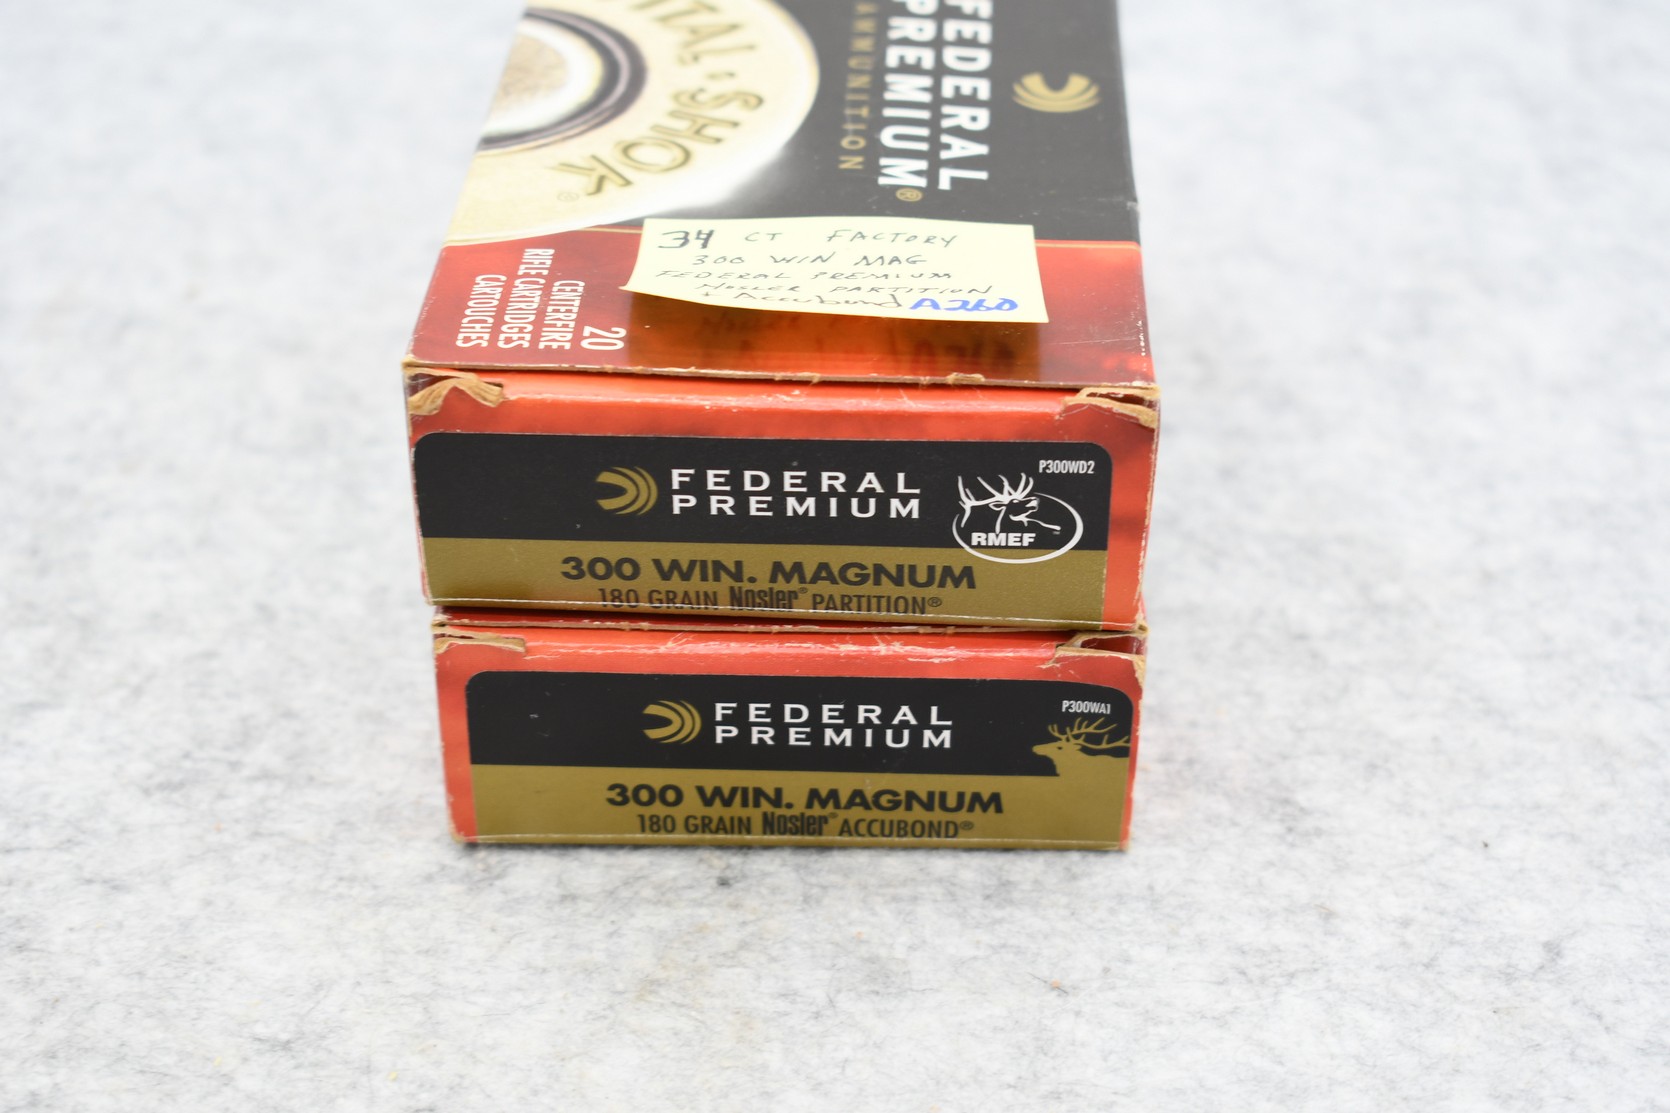 VITAL·SHOK®
FEDERAL
PREMIUM®
AMMUNITION
20
CENTERFIRE
RIFLE CARTRIDGES
CARTOUCHES
34 CT FACTORY
300 WIN MAG
FEDERAL PREMIUM
NOSLER PARTITION
+ Accubond A260
P300WD2
FEDERAL
PREMIUM
RMEF
300 WIN. MAGNUM
180 GRAIN Nosler® PARTITION®
P300WA1
FEDERAL
PREMIUM
300 WIN. MAGNUM
180 GRAIN Nosler® ACCUBOND®